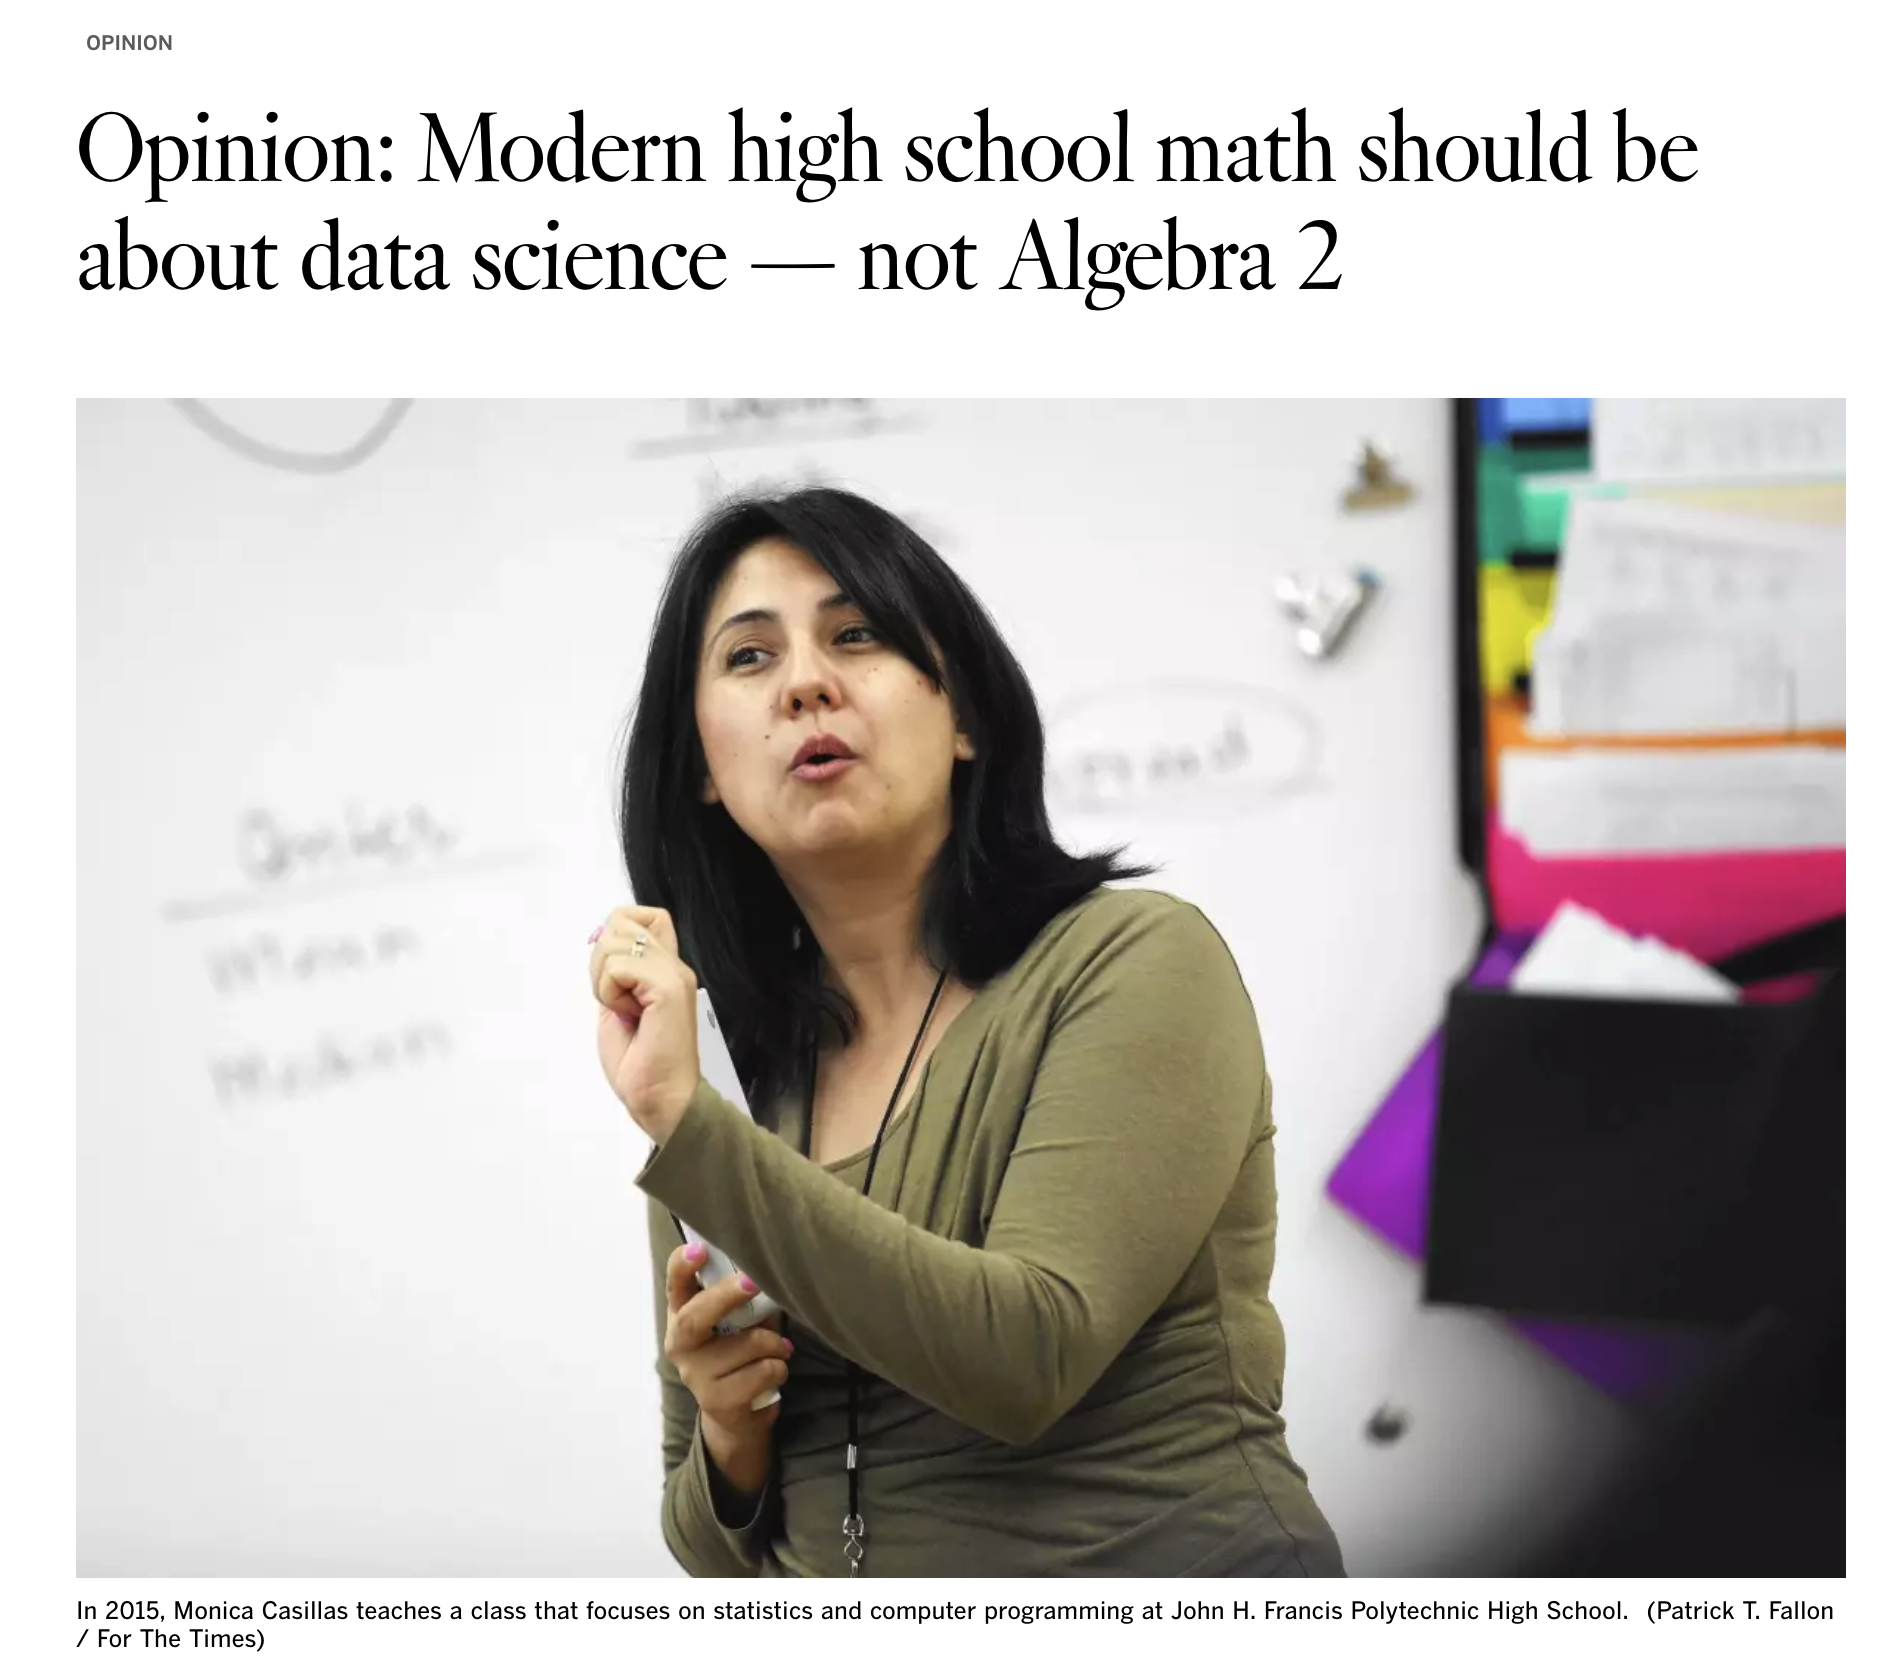 OPINION
Opinion: Modern high school math should be
about data science — not Algebra 2
In 2015, Monica Casillas teaches a class that focuses on statistics and computer programming at John H. Francis Polytechnic High School. (Patrick T. Fallon
/ For The Times)